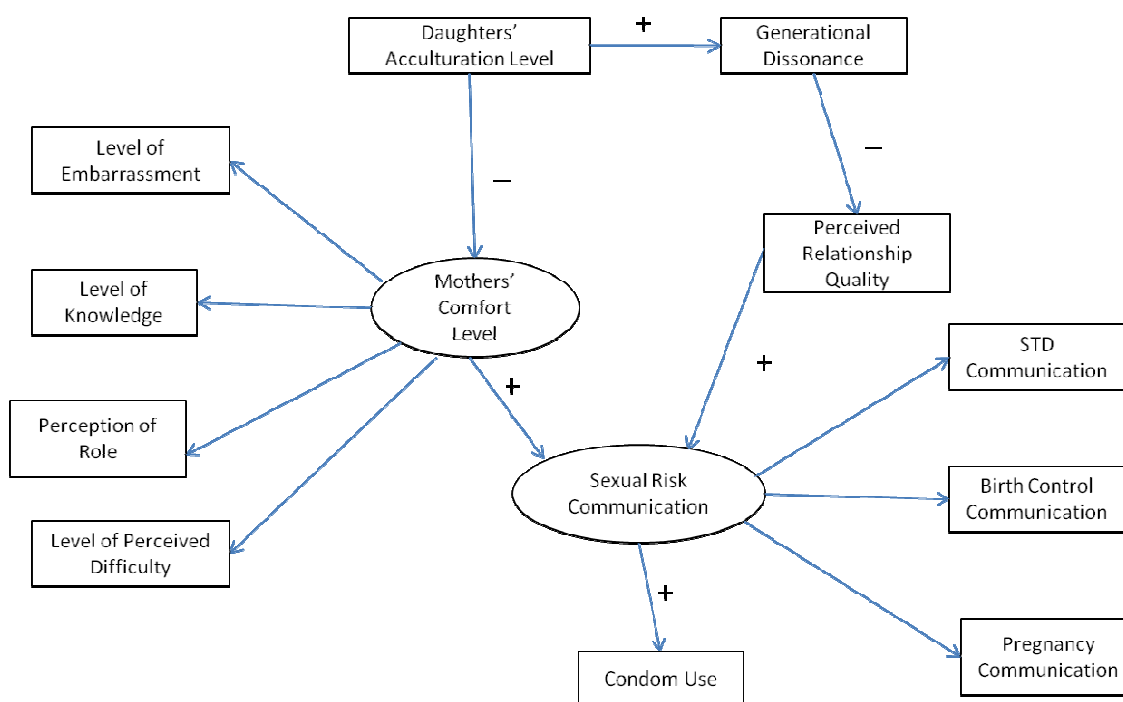 Daughters'
Acculturation Level
+
Generational
Dissonance
Level of
Embarrassment
—
—
Perceived
Relationship
Quality
Mothers'
Comfort
Level
Level of
Knowledge
+
+
STD
Communication
Perception of
Role
Sexual Risk
Communication
Birth Control
Communication
Level of Perceived
Difficulty
+
Pregnancy
Communication
Condom Use